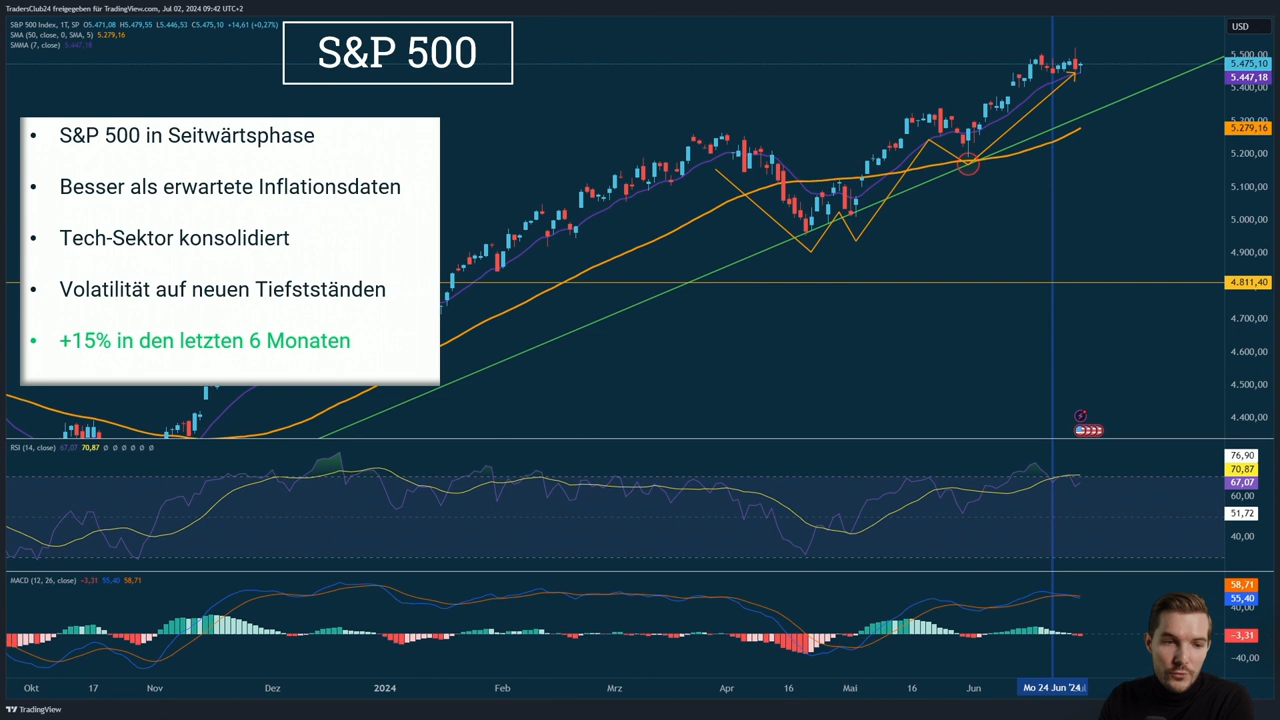 TradersClub24 freigegeben für TradingView.com, Jul 02, 2024 09:42 UTC+2
S&P 500 Index, 1T, SP O5.471,08 H5.479,55 L5.446,53 C5.475,10 +14,61 (+0,27%)
SMA (50, close, 0, SMA, 5) 5.279,16
SMMA (7, close) 5.447,18
S&P 500
• S&P 500 in Seitwärtsphase
• Besser als erwartete Inflationsdaten
• Tech-Sektor konsolidiert
• Volatilität auf neuen Tiefstständen
• +15% in den letzten 6 Monaten
USD
5.500,00
5.475,10
5.447,18
5.400,00
5.279,16
5.200,00
5.100,00
5.000,00
4.900,00
4.811,40
4.700,00
4.600,00
4.500,00
4.400,00
RSI (14, close) 67,07 70,87 Ø Ø Ø Ø Ø Ø
76,90
70,87
67,07
60,00
51,72
40,00
MACD (12, 26, close) −3,31 55,40 58,71
58,71
55,40
40,00
−3,31
−40,00
Okt 17 Nov Dez 2024 Feb Mrz Apr 16 Mai 16 Jun Mo 24 Jun '24
TradingView